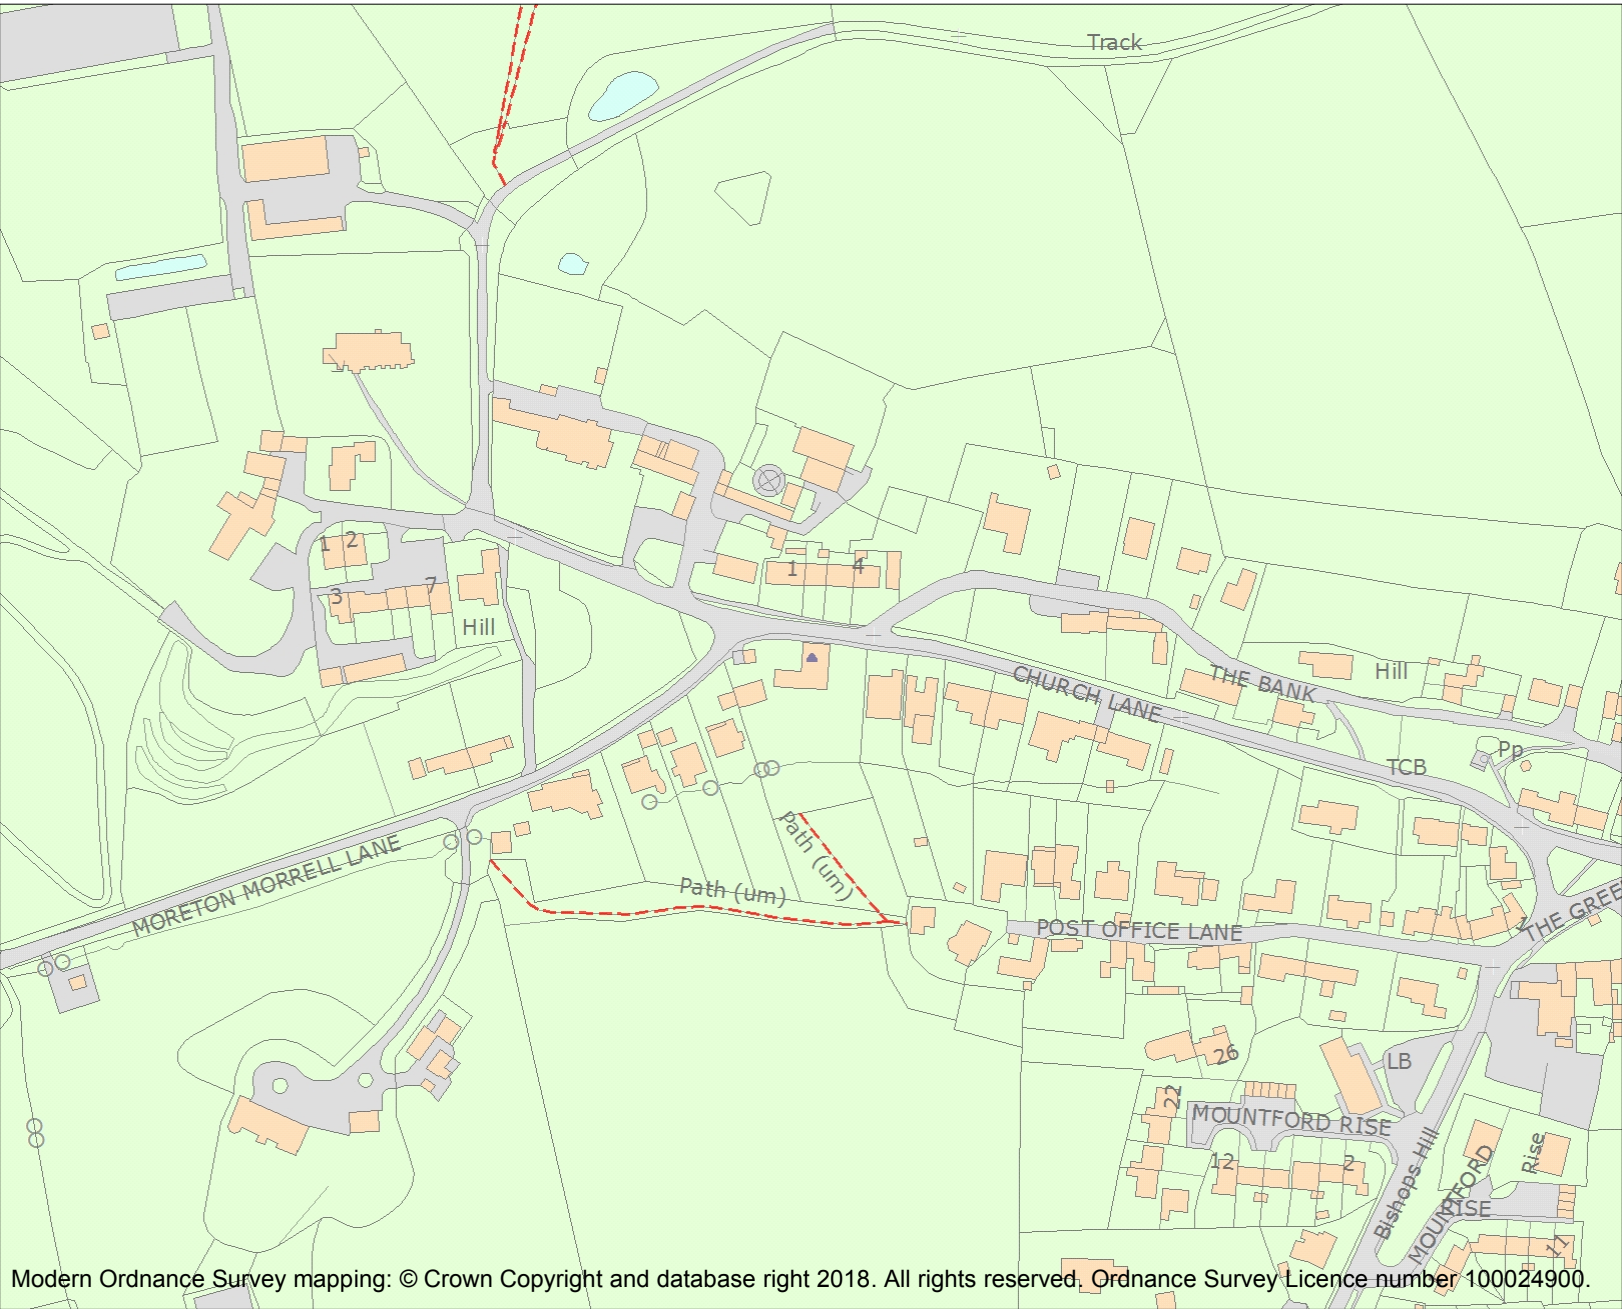 Track
1 2
7
3
Hill
1 4
CHURCH LANE
THE BANK
Hill
Pp
TCB
MORETON MORRELL LANE
Path (um)
Path (um)
POST OFFICE LANE
1
THE GREE
26
LB
22
MOUNTFORD RISE
12
2
Bishops Hill
MOUNTFORD
RISE
Rise
11
Modern Ordnance Survey mapping: © Crown Copyright and database right 2018. All rights reserved. Ordnance Survey Licence number 100024900.